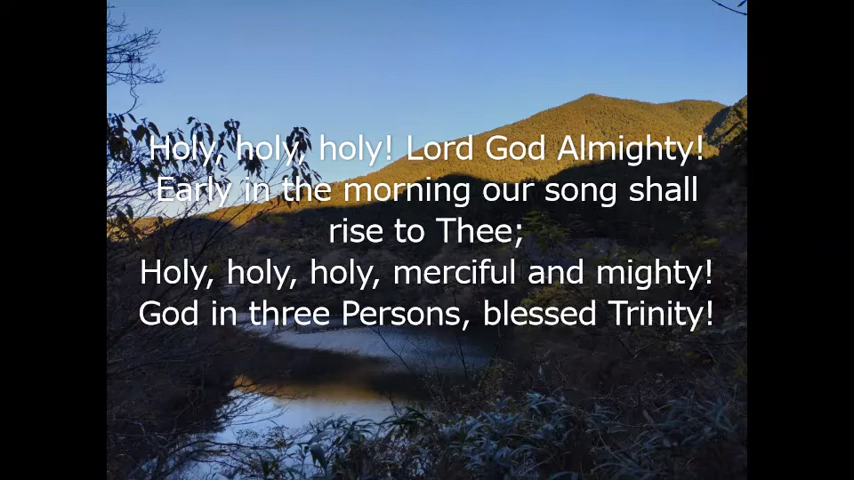 Holy, holy, holy! Lord God Almighty!
Early in the morning our song shall
rise to Thee;
Holy, holy, holy, merciful and mighty!
God in three Persons, blessed Trinity!